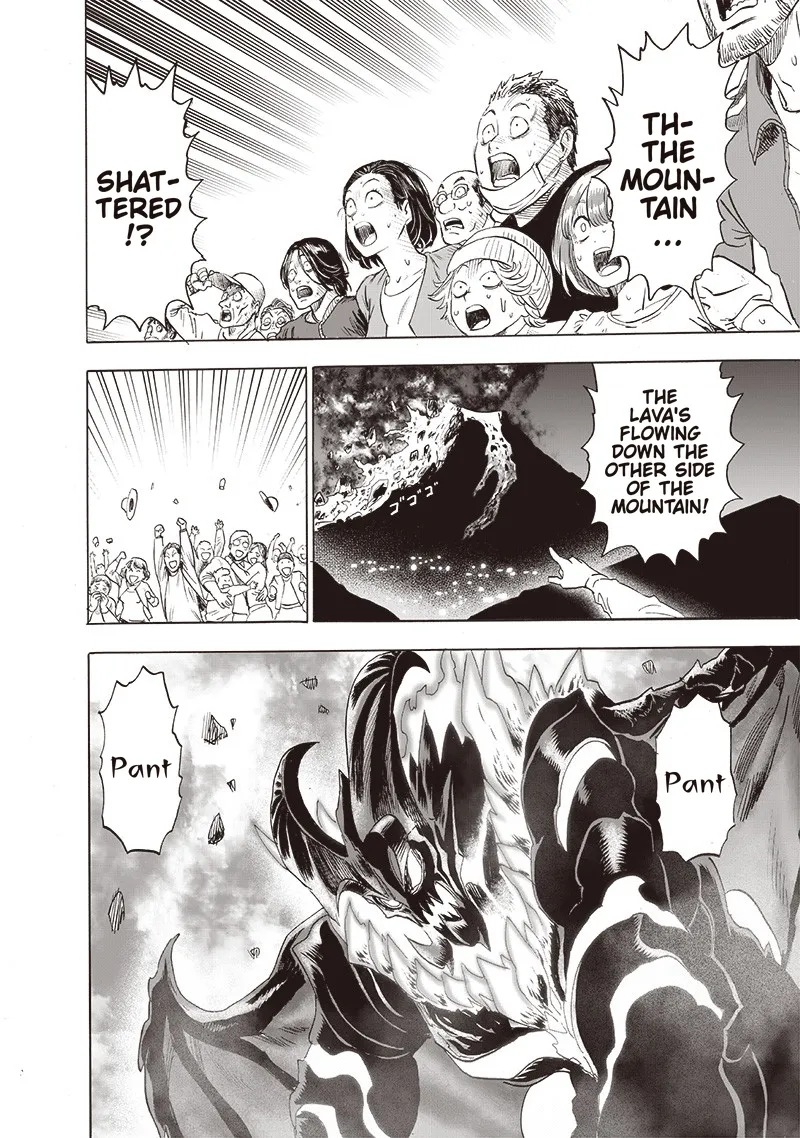 TH-
THE
MOUN-
TAIN
...
SHAT-
TERED
!?
THE
LAVA'S
FLOWING
DOWN THE
OTHER SIDE
OF THE
MOUNTAIN!
ゴゴゴ
Pant
Pant